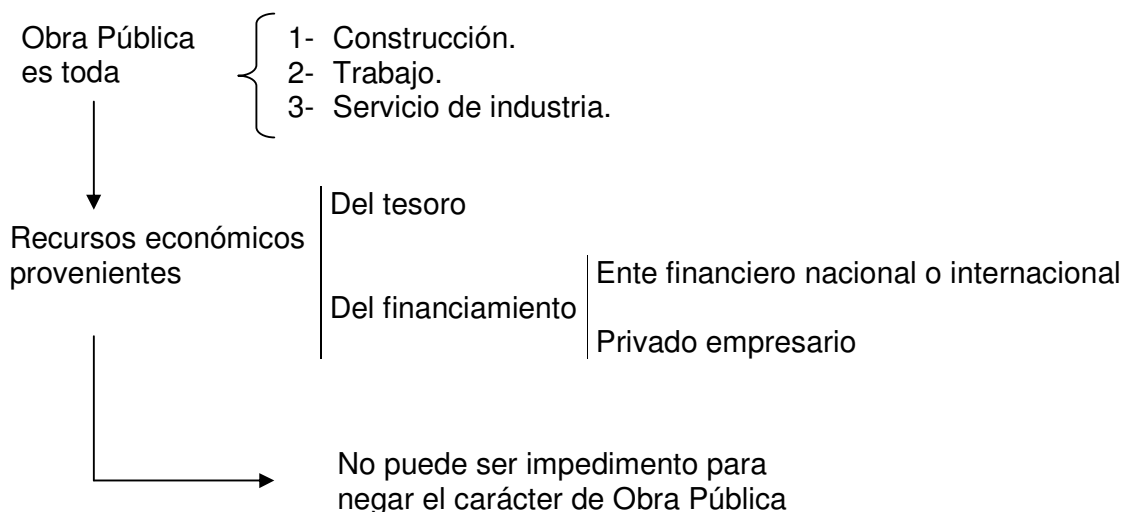 Obra Pública
es toda
1- Construcción.
2- Trabajo.
3- Servicio de industria.
Recursos económicos
provenientes
Del tesoro
Del financiamiento
Ente financiero nacional o internacional
Privado empresario
No puede ser impedimento para
negar el carácter de Obra Pública